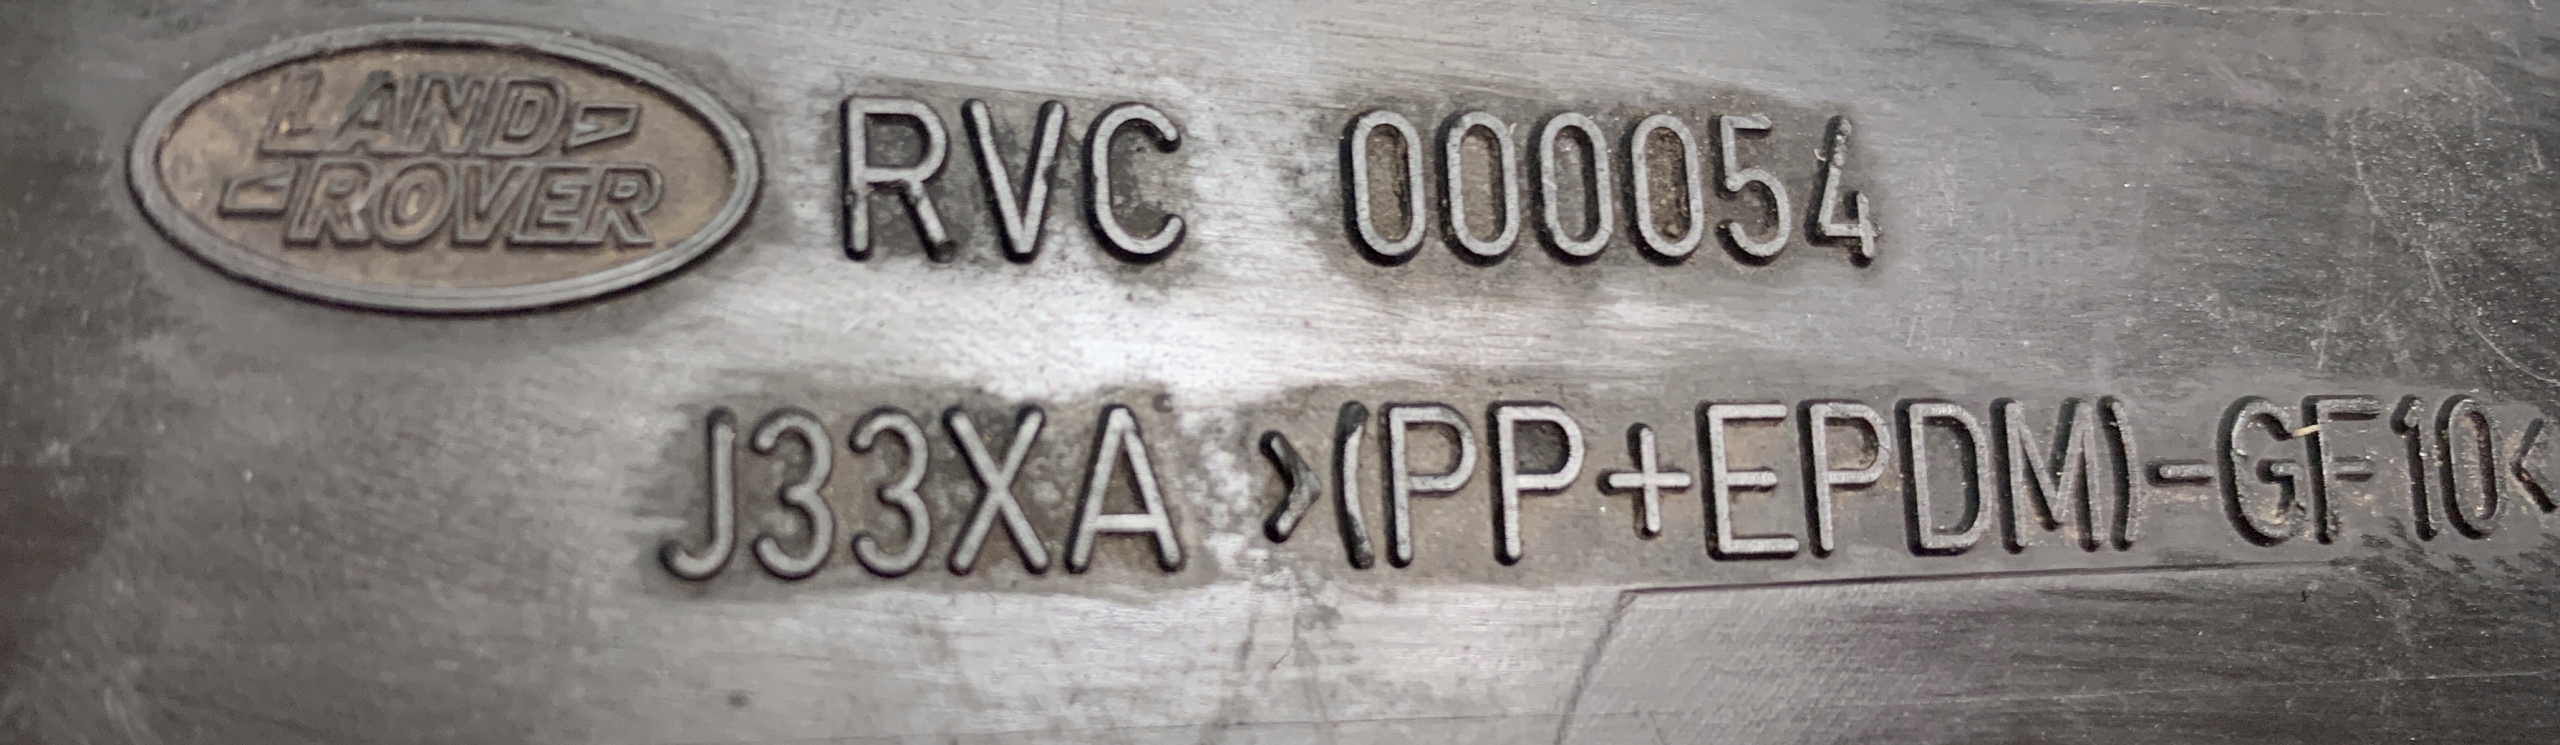 LAND
ROVER
RVC 000054
J33XA >(PP+EPDM)-GF10<